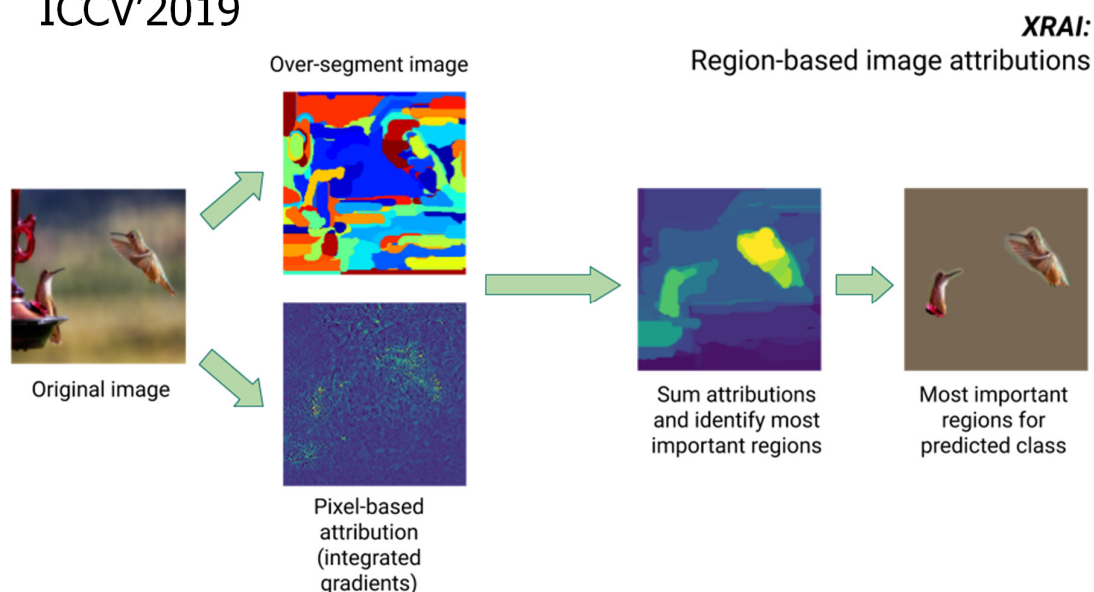 ICCV'2019
XRAI:
Region-based image attributions
Over-segment image
Original image
Pixel-based
attribution
(integrated
gradients)
Sum attributions
and identify most
important regions
Most important
regions for
predicted class